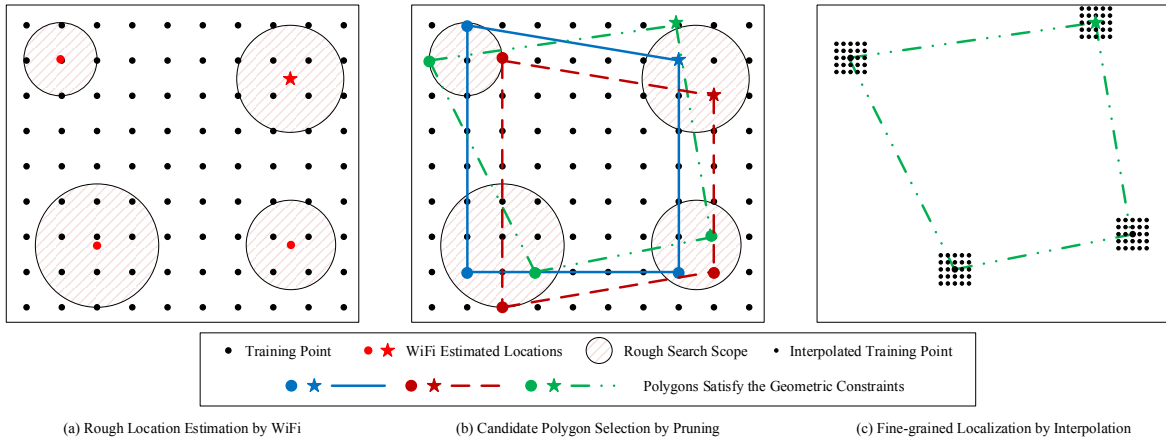 Training Point
WiFi Estimated Locations
Rough Search Scope
Interpolated Training Point
Polygons Satisfy the Geometric Constraints
(a) Rough Location Estimation by WiFi
(b) Candidate Polygon Selection by Pruning
(c) Fine-grained Localization by Interpolation